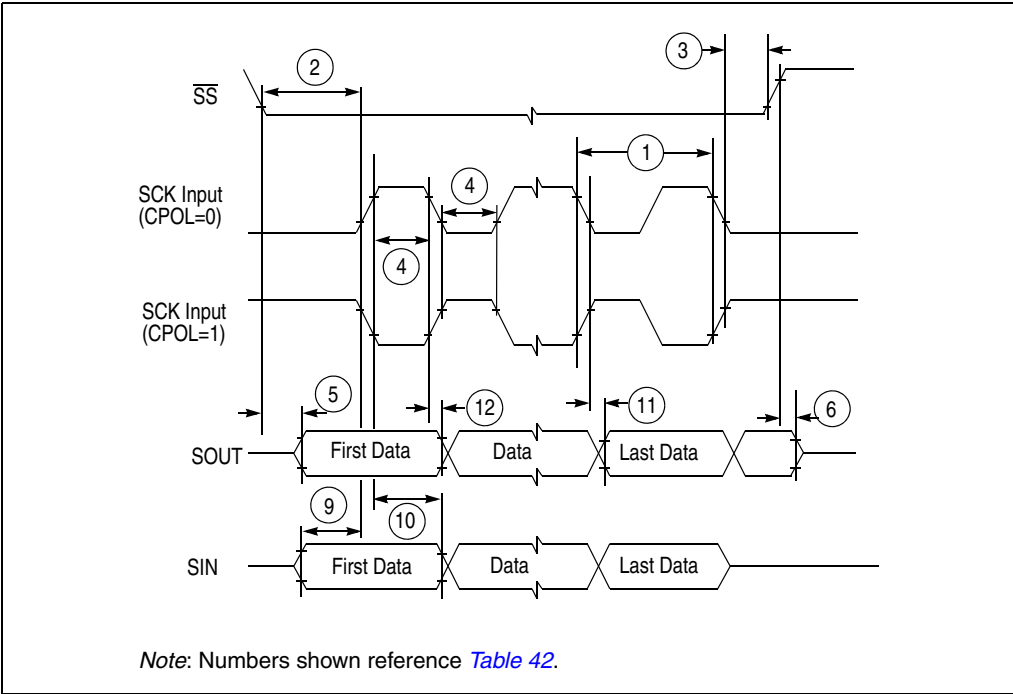 3
2
SS
1
SCK Input
(CPOL=0)
4
4
SCK Input
(CPOL=1)
5
12
11
6
SOUT
First Data
Data
Last Data
9
10
SIN
First Data
Data
Last Data
Note: Numbers shown reference Table 42.